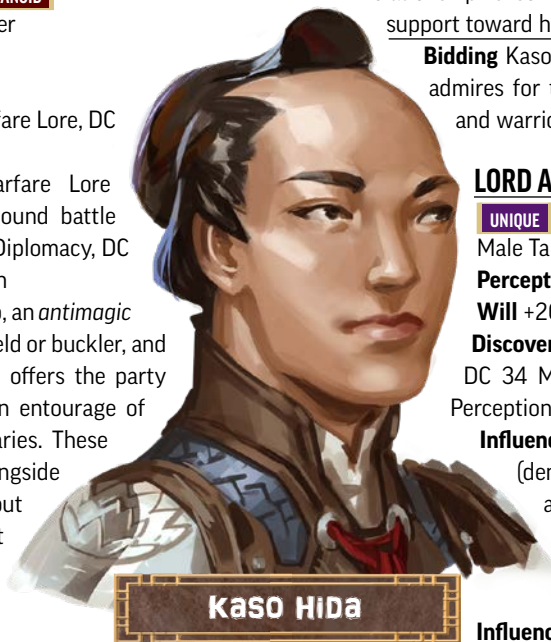 er
fare Lore, DC
arfare Lore
ound battle
Diplomacy, DC
n
o, an antimagic
eld or buckler, and
offers the party
n entourage of
aries. These
ngside
out
t
KASO HIDA
support toward h
Bidding Kaso
admires for t
and warrio
LORD A
UNIQUE
Male Ta
Percept
Will +20
Discover
DC 34 M
Perception
Influenc
(der
a
Influenc